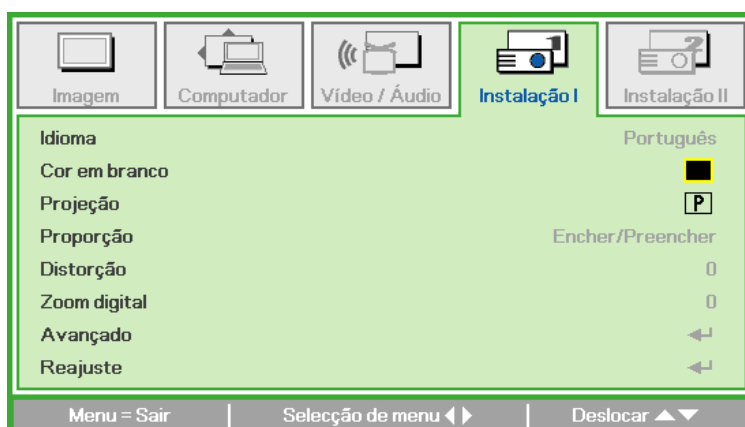 Imagem Computador Vídeo / Áudio Instalação I Instalação II
Idioma Português
Cor em branco
Projeção P
Proporção Encher/Preencher
Distorção 0
Zoom digital 0
Avançado
Reajuste
Menu = Sair Selecção de menu Deslocar